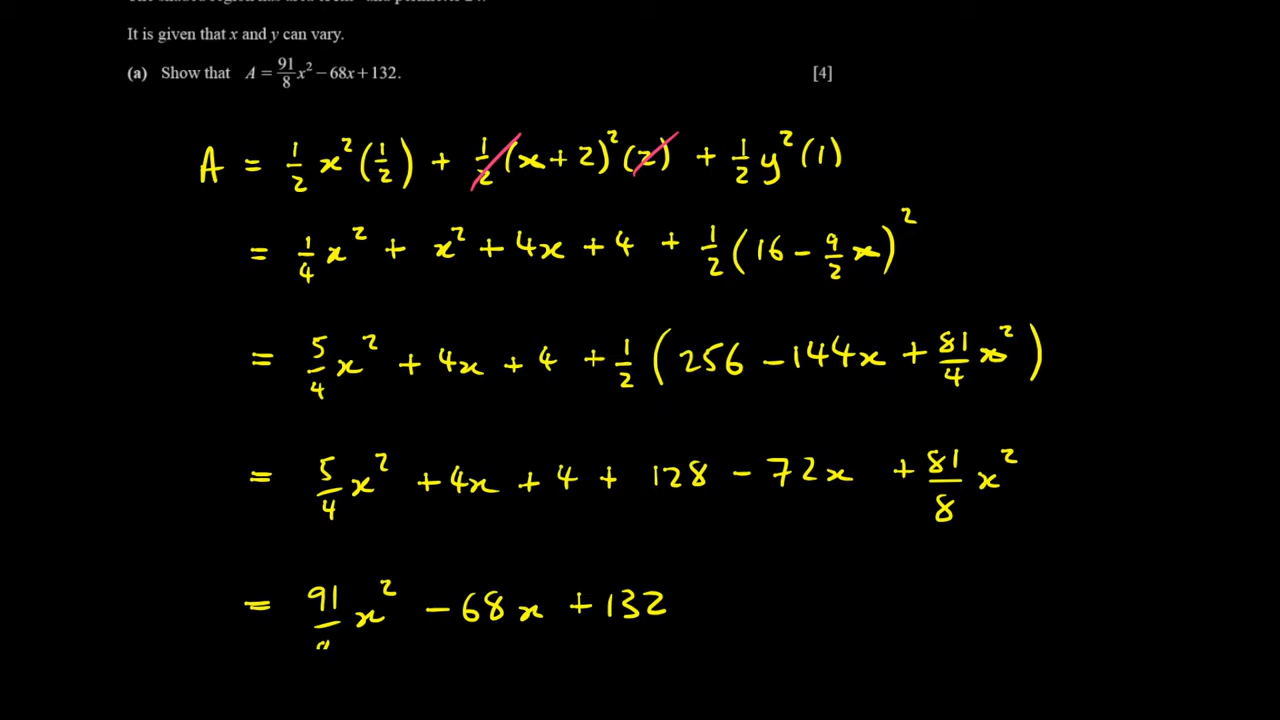 It is given that x and y can vary.
(a) Show that A = 91/8 x² − 68x + 132. [4]
A = 1/2 x² (1/2) + 1/2 (x + 2)² (2) + 1/2 y² (1)
= 1/4 x² + x² + 4x + 4 + 1/2 (16 − 9/2 x)²
= 5/4 x² + 4x + 4 + 1/2 (256 − 144x + 81/4 x²)
= 5/4 x² + 4x + 4 + 128 − 72x + 81/8 x²
= 91/ x² − 68x + 132